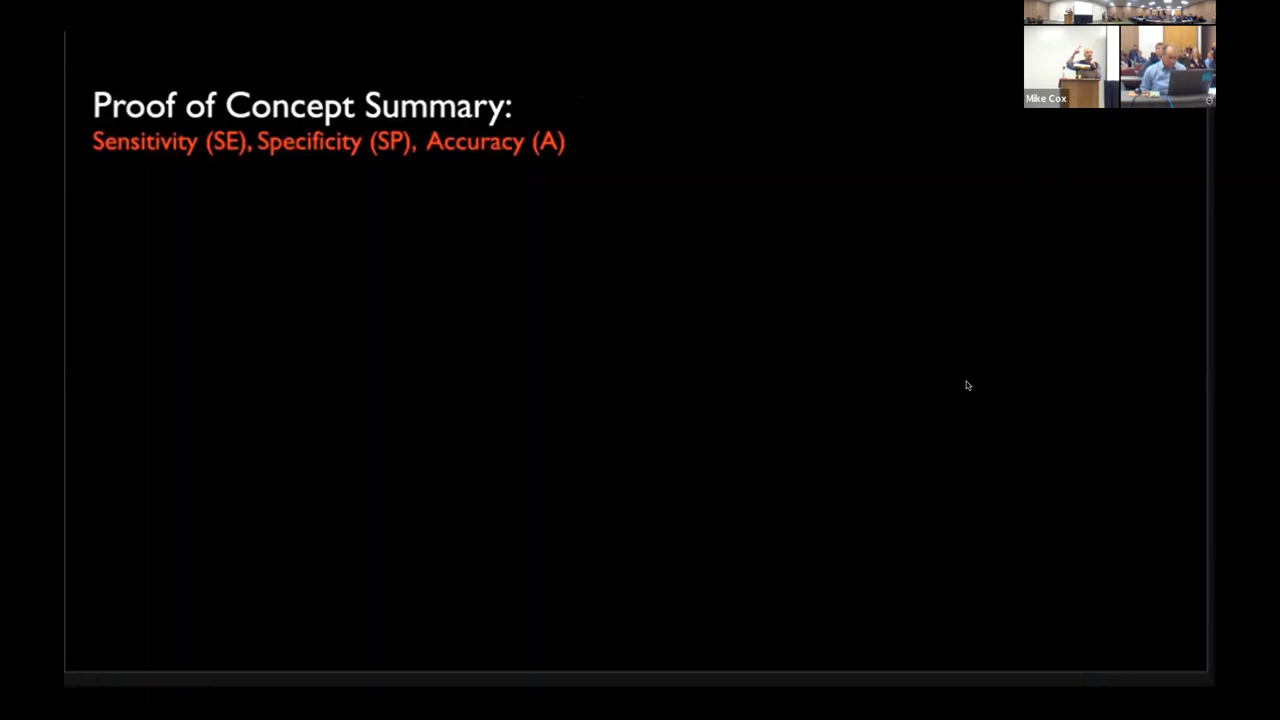 Proof of Concept Summary:
Sensitivity (SE), Specificity (SP), Accuracy (A)
Mike Cox